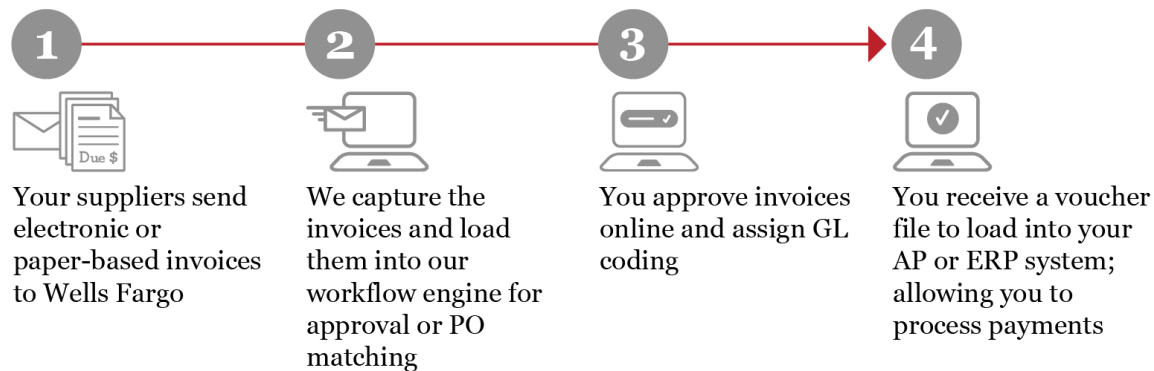 1
2
3
4
Due $
Your suppliers send
electronic or
paper-based invoices
to Wells Fargo
We capture the
invoices and load
them into our
workflow engine for
approval or PO
matching
You approve invoices
online and assign GL
coding
You receive a voucher
file to load into your
AP or ERP system;
allowing you to
process payments